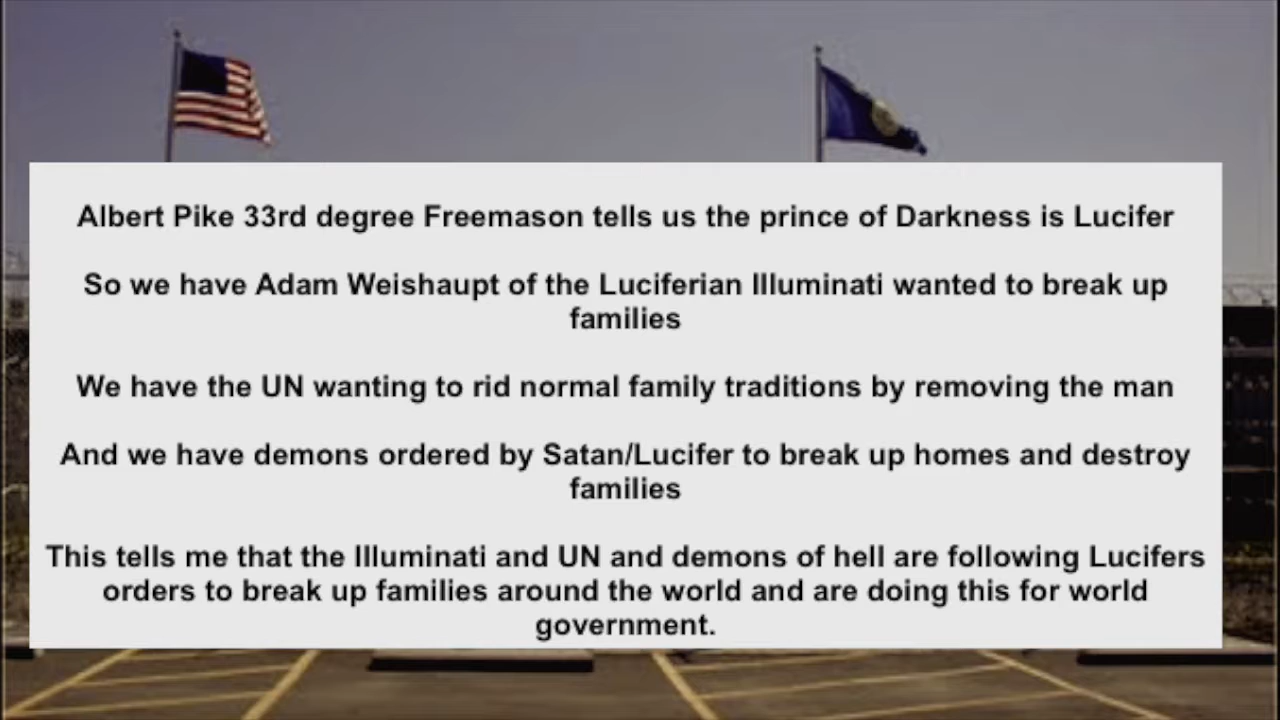 Albert Pike 33rd degree Freemason tells us the prince of Darkness is Lucifer
So we have Adam Weishaupt of the Luciferian Illuminati wanted to break up
families
We have the UN wanting to rid normal family traditions by removing the man
And we have demons ordered by Satan/Lucifer to break up homes and destroy
families
This tells me that the Illuminati and UN and demons of hell are following Lucifers
orders to break up families around the world and are doing this for world
government.